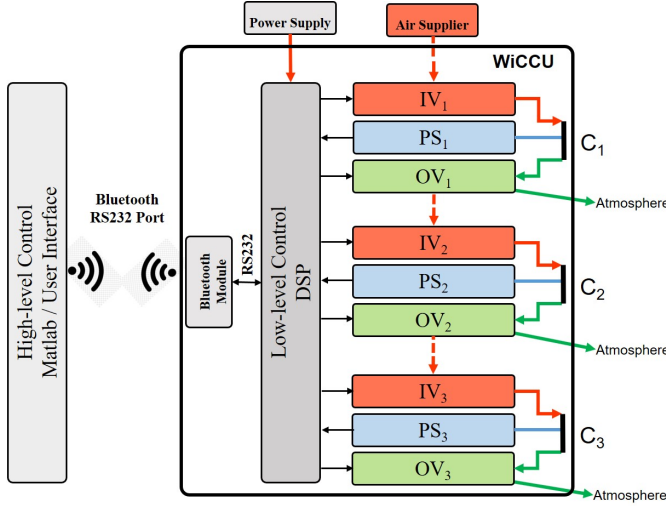 Power Supply
Air Supplier
WiCCU
High-level Control
Matlab / User Interface
Bluetooth
RS232 Port
Bluetooth
Module
RS232
Low-level Control
DSP
IV₁
PS₁
OV₁
C₁
Atmosphere
IV₂
PS₂
OV₂
C₂
Atmosphere
IV₃
PS₃
OV₃
C₃
Atmosphere